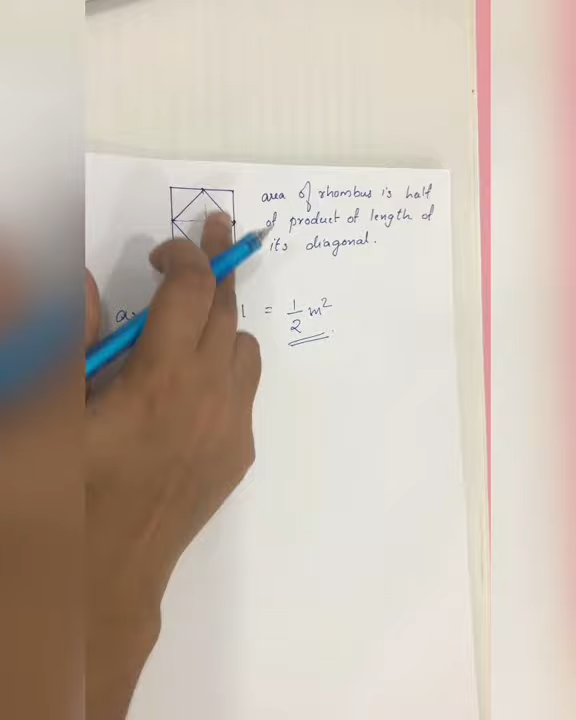 area of rhombus is half
of product of length of
its diagonal.
1 = 1/2 m²